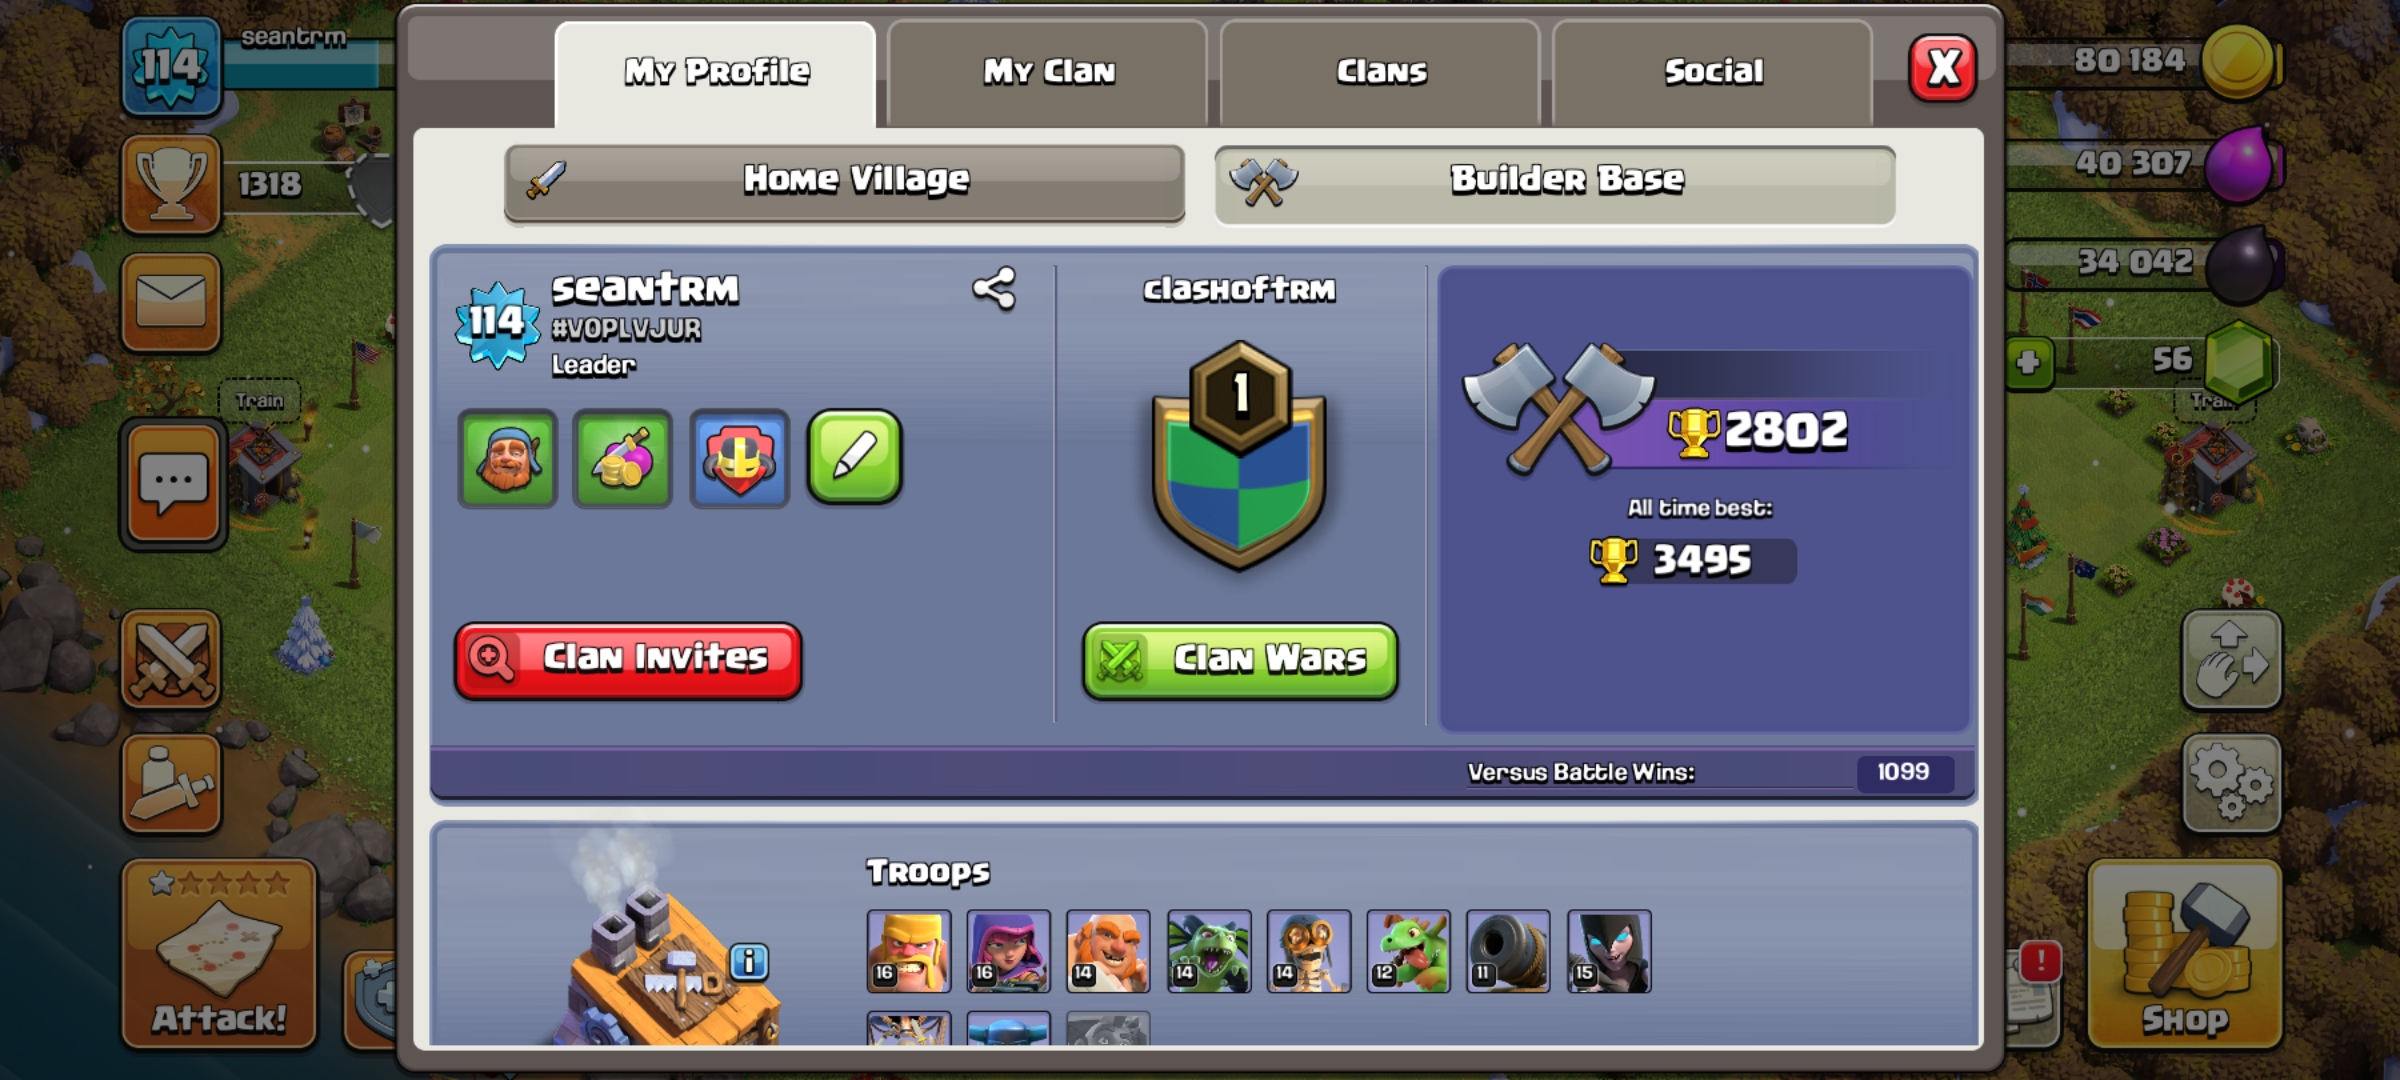 114
seantrm
My Profile
My Clan
Clans
Social
X
80 184
1318
Home Village
Builder Base
40 307
34 042
56
114
seantrm
#V0PLVJUR
Leader
clashoftrm
1
2802
All time best:
3495
Train
Clan Invites
Clan Wars
Versus Battle Wins:
1099
Troops
16
16
14
14
14
12
11
15
i
!
Attack!
Shop